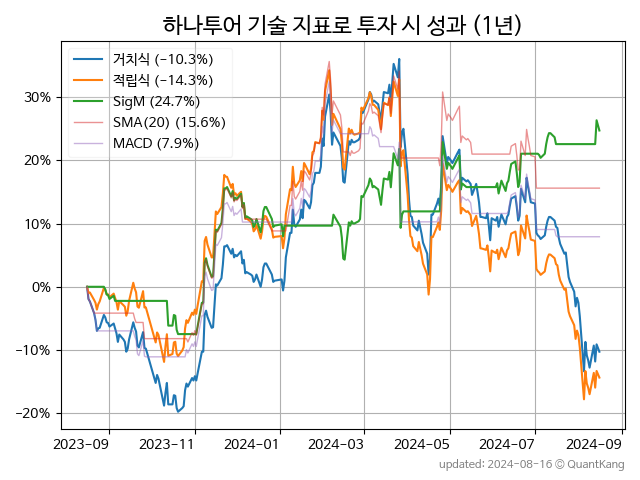 하나투어 기술 지표로 투자 시 성과 (1년)
거치식 (−10.3%)
적립식 (−14.3%)
SigM (24.7%)
SMA(20) (15.6%)
MACD (7.9%)
30%
20%
10%
0%
−10%
−20%
2023-09 2023-11 2024-01 2024-03 2024-05 2024-07 2024-09
updated: 2024-08-16 © QuantKang